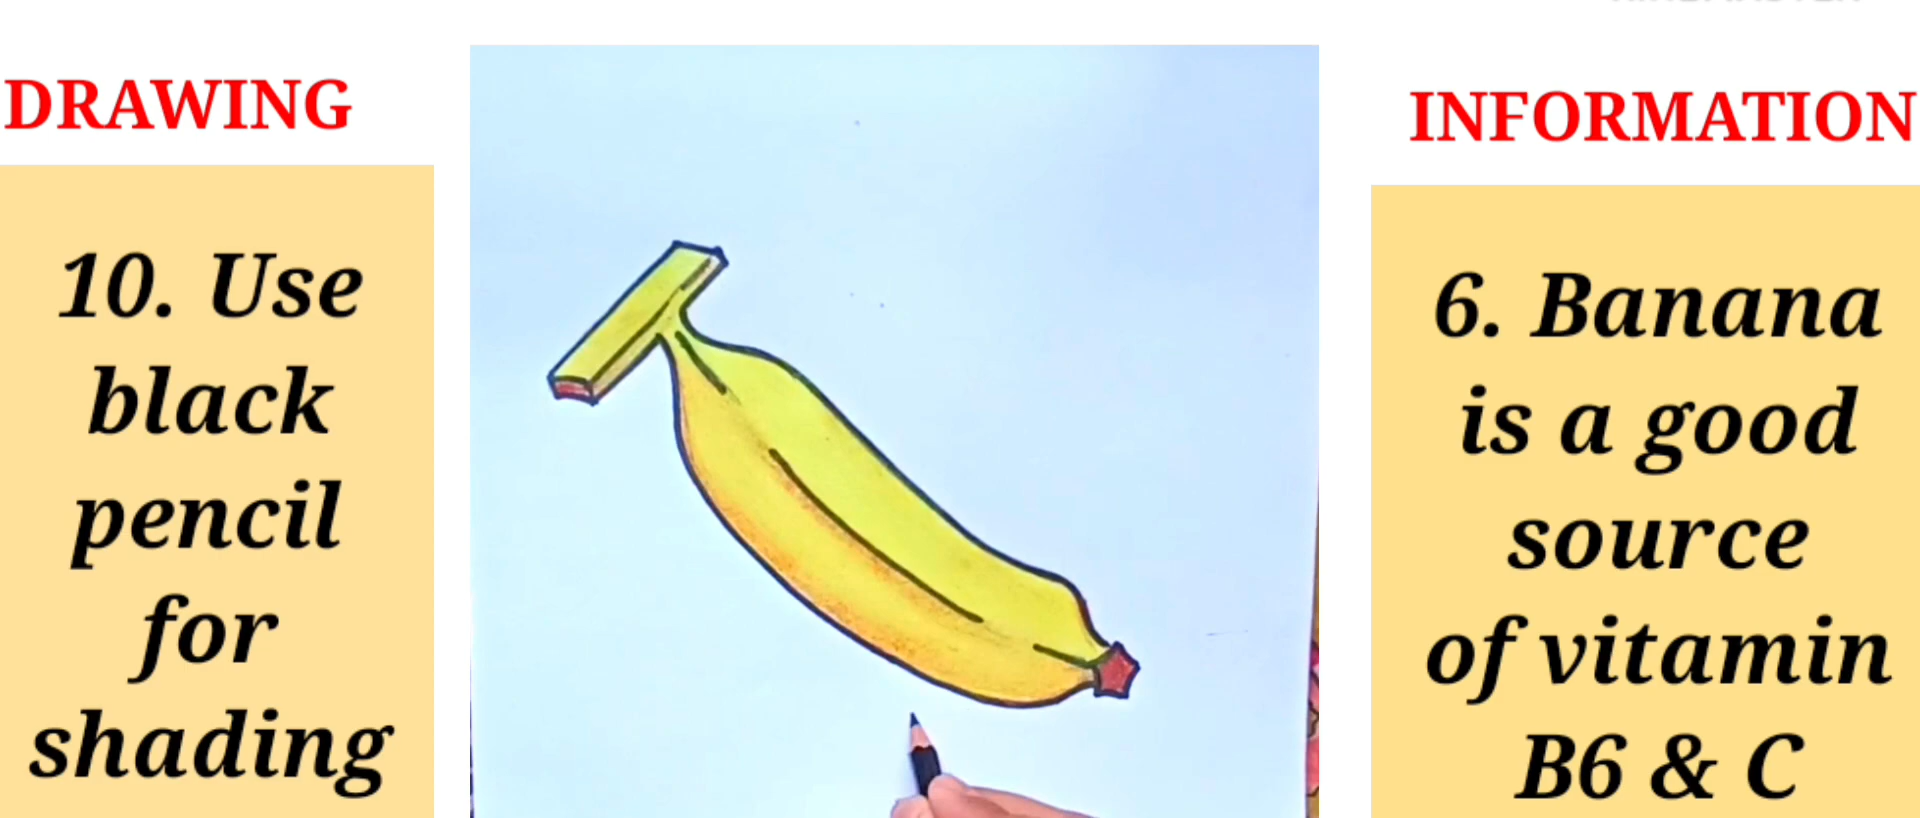 DRAWING
10. Use
black
pencil
for
shading
INFORMATION
6. Banana
is a good
source
of vitamin
B6 & C